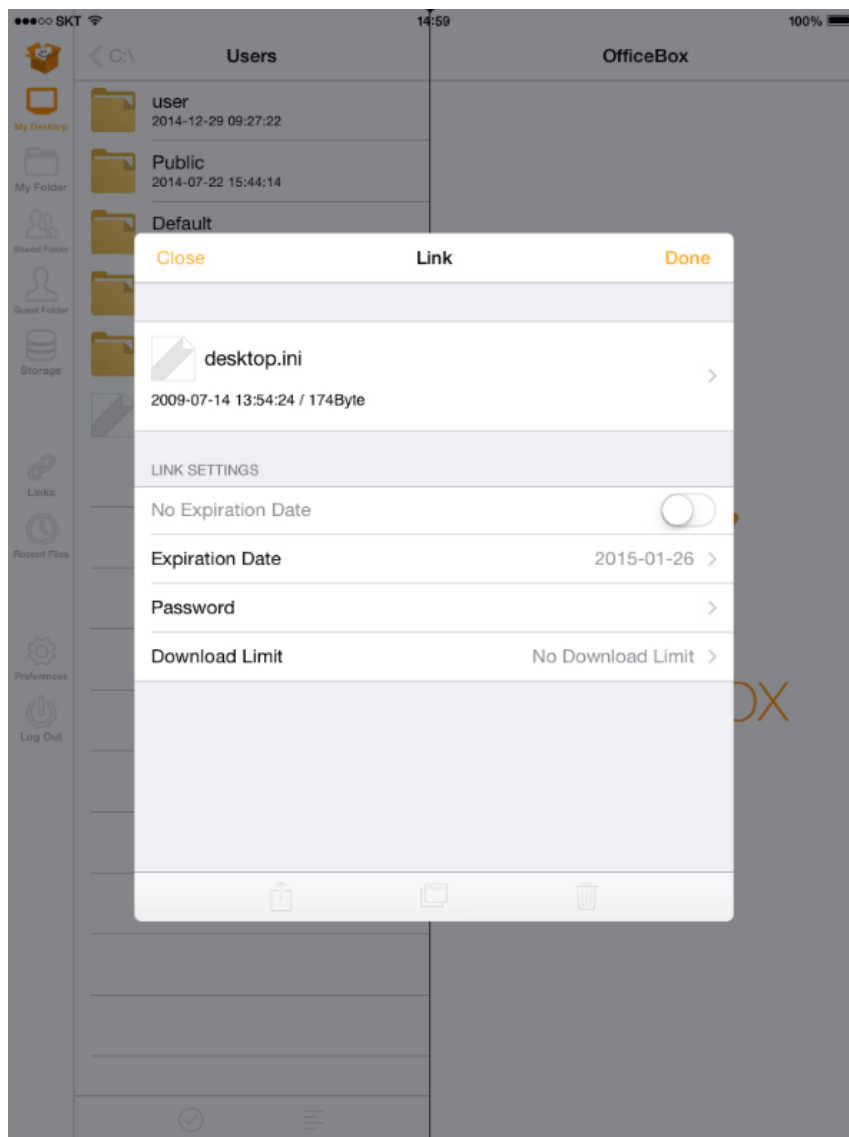 SKT 14:59 100%
C:\ Users OfficeBox
My Desktop
My Folder
Shared Folder
Guest Folder
Storage
Links
Recent Files
Preferences
Log Out
user
2014-12-29 09:27:22
Public
2014-07-22 15:44:14
Default
Close Link Done
desktop.ini
2009-07-14 13:54:24 / 174Byte
LINK SETTINGS
No Expiration Date
Expiration Date 2015-01-26
Password
Download Limit No Download Limit
OX